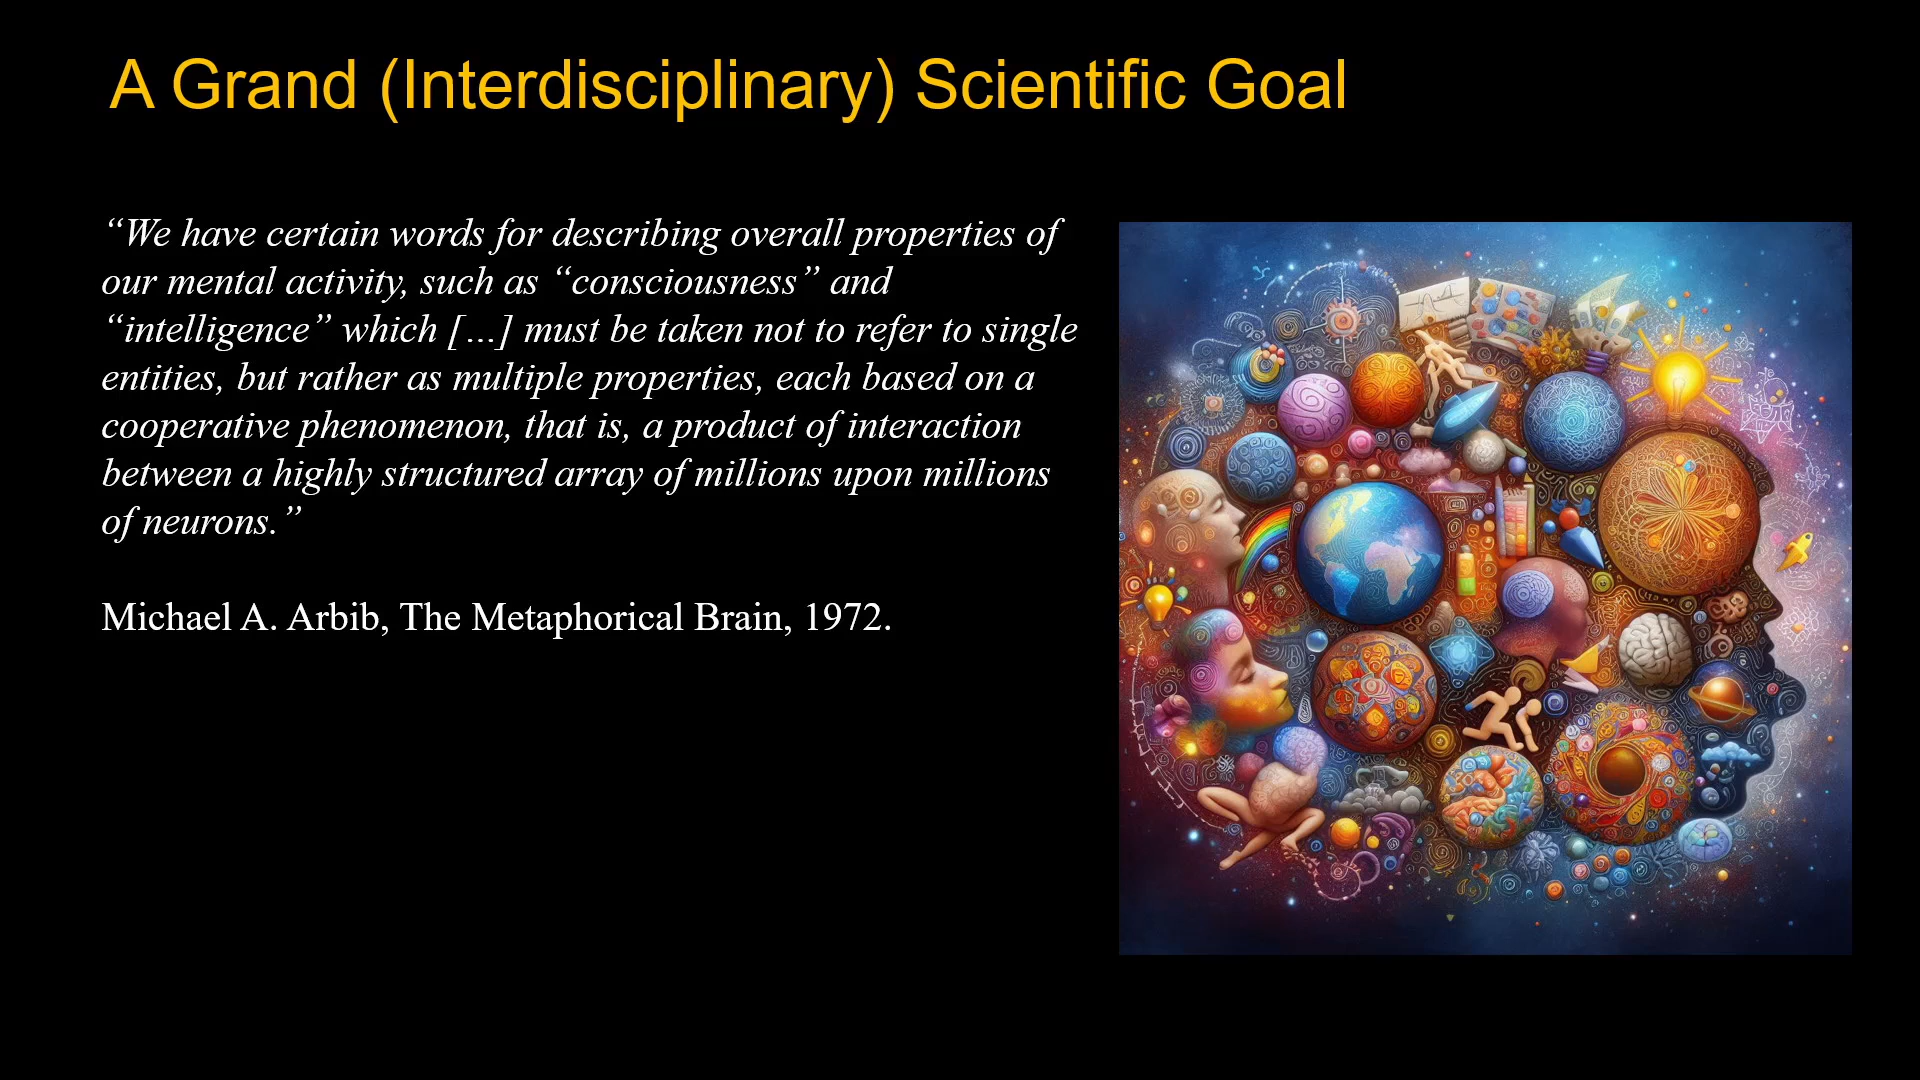 A Grand (Interdisciplinary) Scientific Goal
“We have certain words for describing overall properties of
our mental activity, such as “consciousness” and
“intelligence” which […] must be taken not to refer to single
entities, but rather as multiple properties, each based on a
cooperative phenomenon, that is, a product of interaction
between a highly structured array of millions upon millions
of neurons.”
Michael A. Arbib, The Metaphorical Brain, 1972.